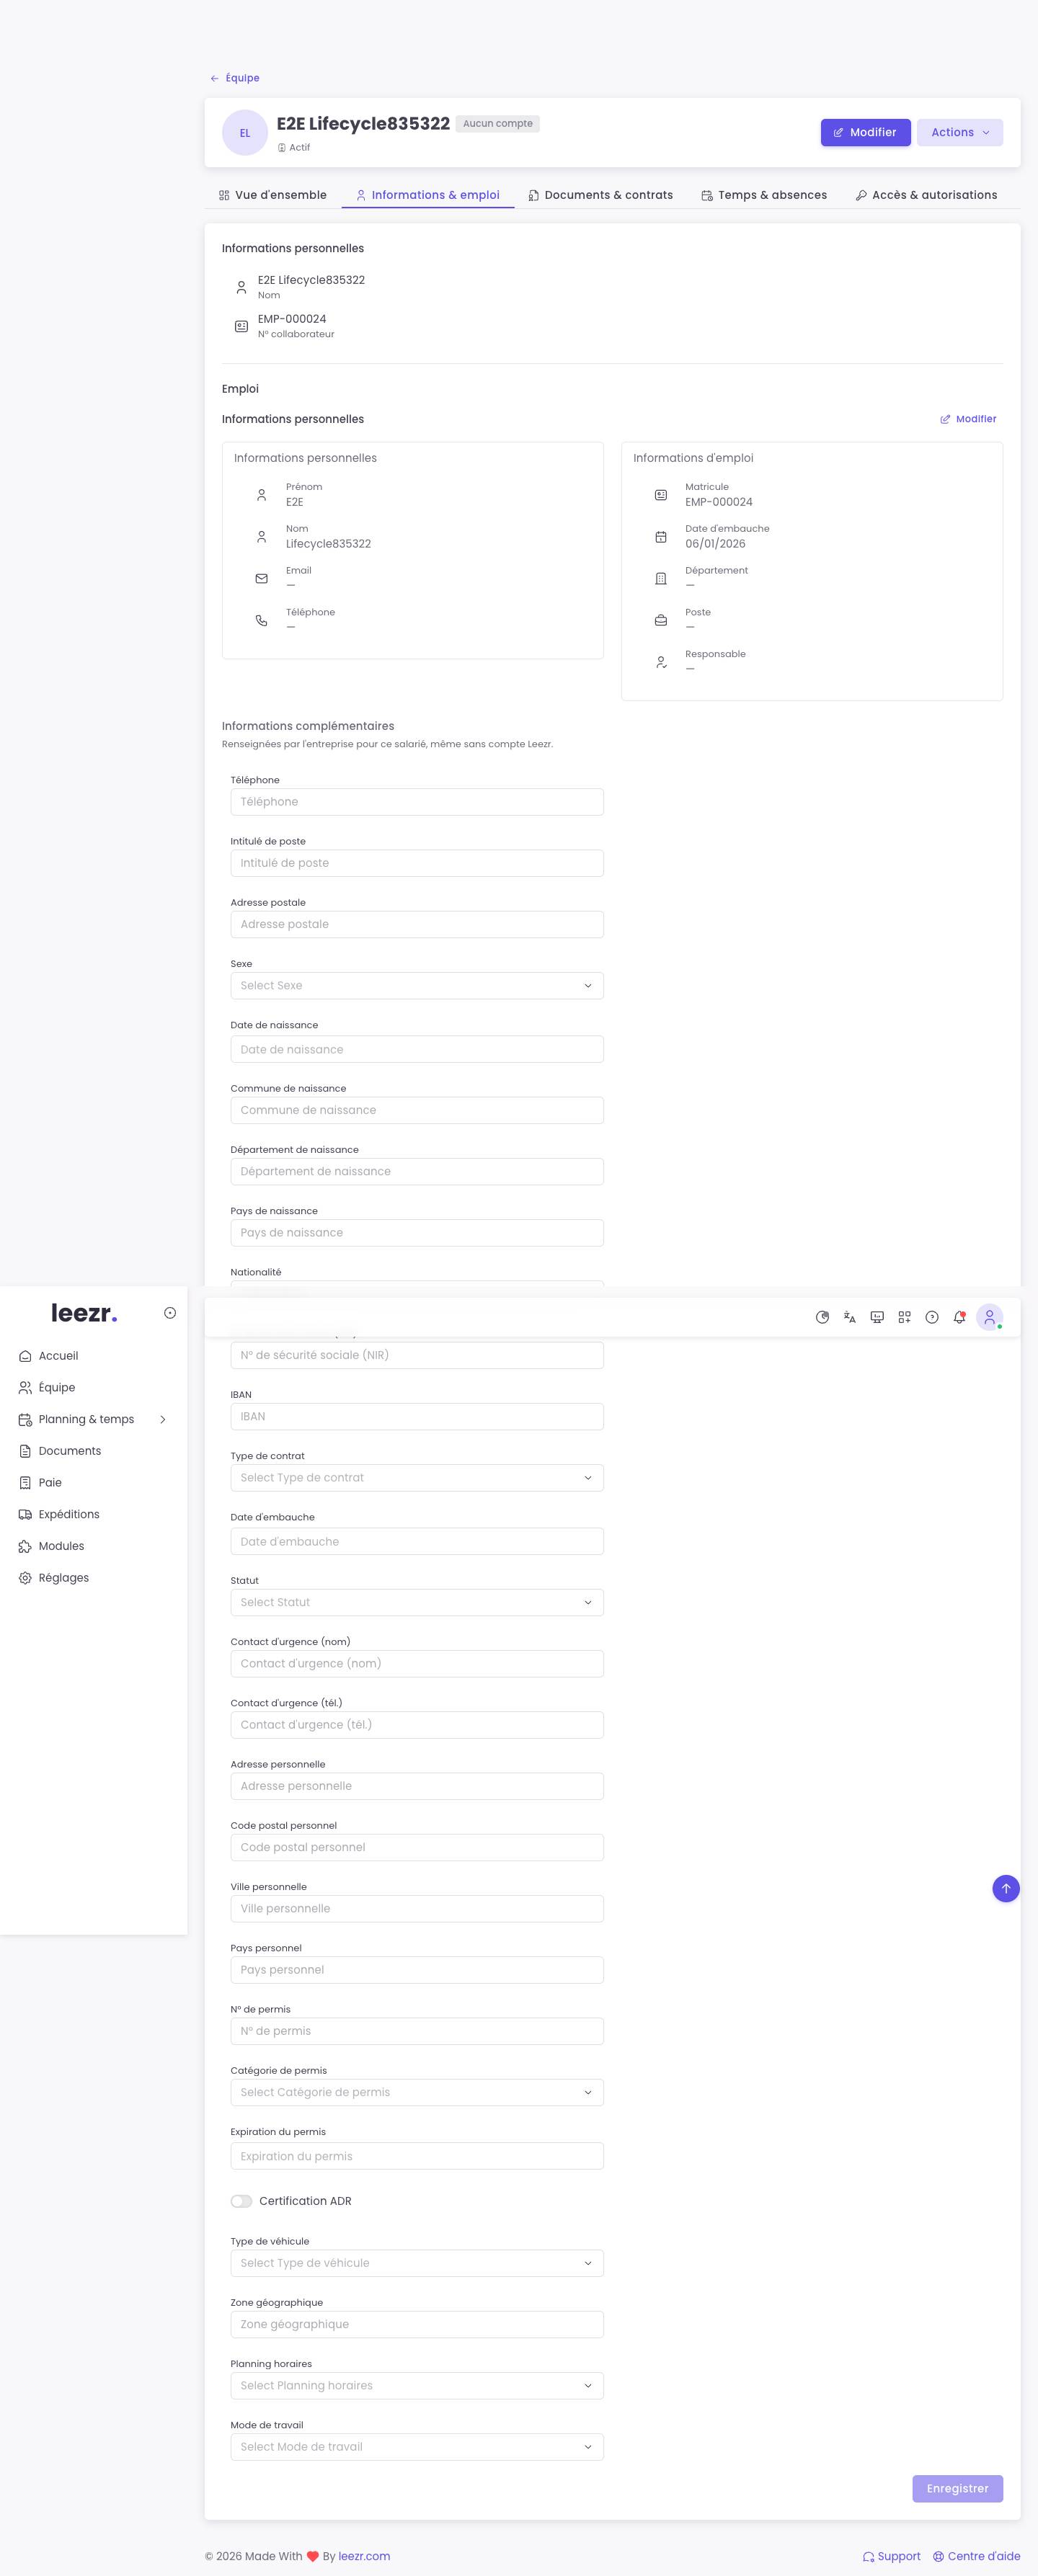 Équipe
EL
E2E Lifecycle835322
Aucun compte
Actif
Modifier
Actions
Vue d'ensemble
Informations & emploi
Documents & contrats
Temps & absences
Accès & autorisations
Informations personnelles
E2E Lifecycle835322
Nom
EMP-000024
N° collaborateur
Emploi
Informations personnelles
Modifier
Informations personnelles
Prénom
E2E
Nom
Lifecycle835322
Email
—
Téléphone
—
Informations d'emploi
Matricule
EMP-000024
Date d'embauche
06/01/2026
Département
—
Poste
—
Responsable
—
Informations complémentaires
Renseignées par l'entreprise pour ce salarié, même sans compte Leezr.
Téléphone
Téléphone
Intitulé de poste
Intitulé de poste
Adresse postale
Adresse postale
Sexe
Select Sexe
Date de naissance
Date de naissance
Commune de naissance
Commune de naissance
Département de naissance
Département de naissance
Pays de naissance
Pays de naissance
Nationalité
leezr.
Accueil
Équipe
Planning & temps
Documents
Paie
Expéditions
Modules
Réglages
N° de sécurité sociale (NIR)
IBAN
IBAN
Type de contrat
Select Type de contrat
Date d'embauche
Date d'embauche
Statut
Select Statut
Contact d'urgence (nom)
Contact d'urgence (nom)
Contact d'urgence (tél.)
Contact d'urgence (tél.)
Adresse personnelle
Adresse personnelle
Code postal personnel
Code postal personnel
Ville personnelle
Ville personnelle
Pays personnel
Pays personnel
N° de permis
N° de permis
Catégorie de permis
Select Catégorie de permis
Expiration du permis
Expiration du permis
Certification ADR
Type de véhicule
Select Type de véhicule
Zone géographique
Zone géographique
Planning horaires
Select Planning horaires
Mode de travail
Select Mode de travail
Enregistrer
© 2026 Made With By leezr.com
Support
Centre d'aide